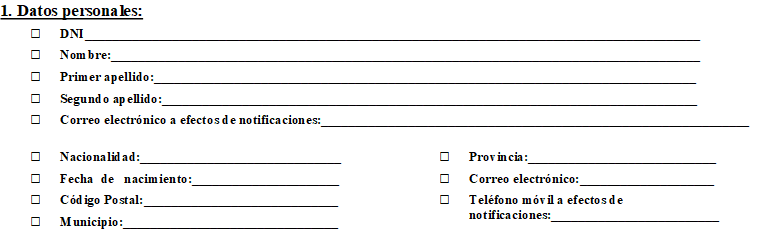 1. Datos personales:
☐ DNI
☐ Nombre:
☐ Primer apellido:
☐ Segundo apellido:
☐ Correo electrónico a efectos de notificaciones:
☐ Nacionalidad:
☐ Fecha de nacimiento:
☐ Código Postal:
☐ Municipio:
☐ Provincia:
☐ Correo electrónico:
☐ Teléfono móvil a efectos de
notificaciones: